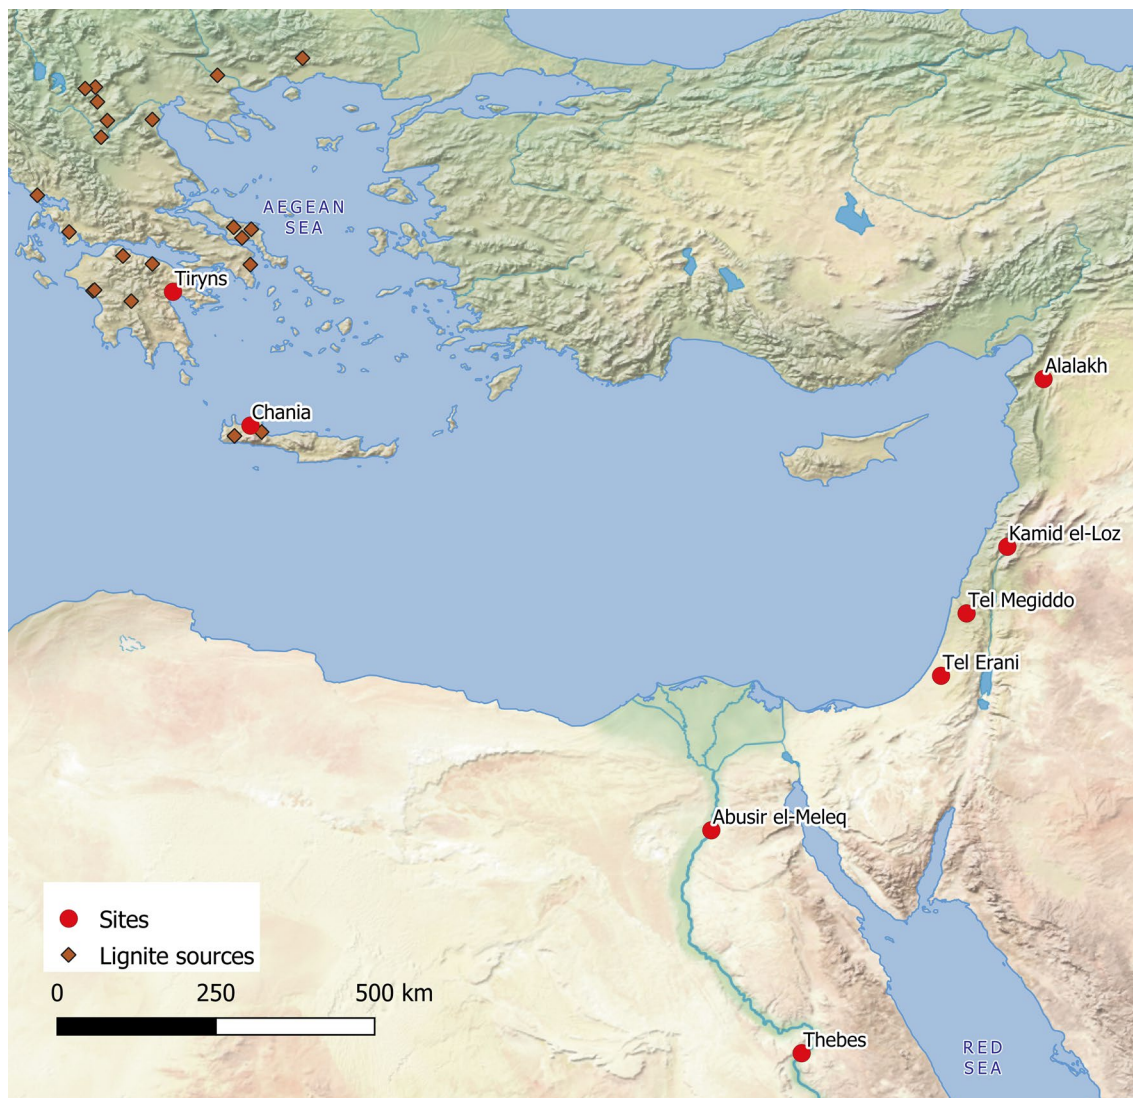 AEGEAN
SEA
Tiryns
Chania
Alalakh
Kamid el-Loz
Tel Megiddo
Tel Erani
Abusir el-Meleq
Sites
Lignite sources
0 250 500 km
Thebes
RED
SEA